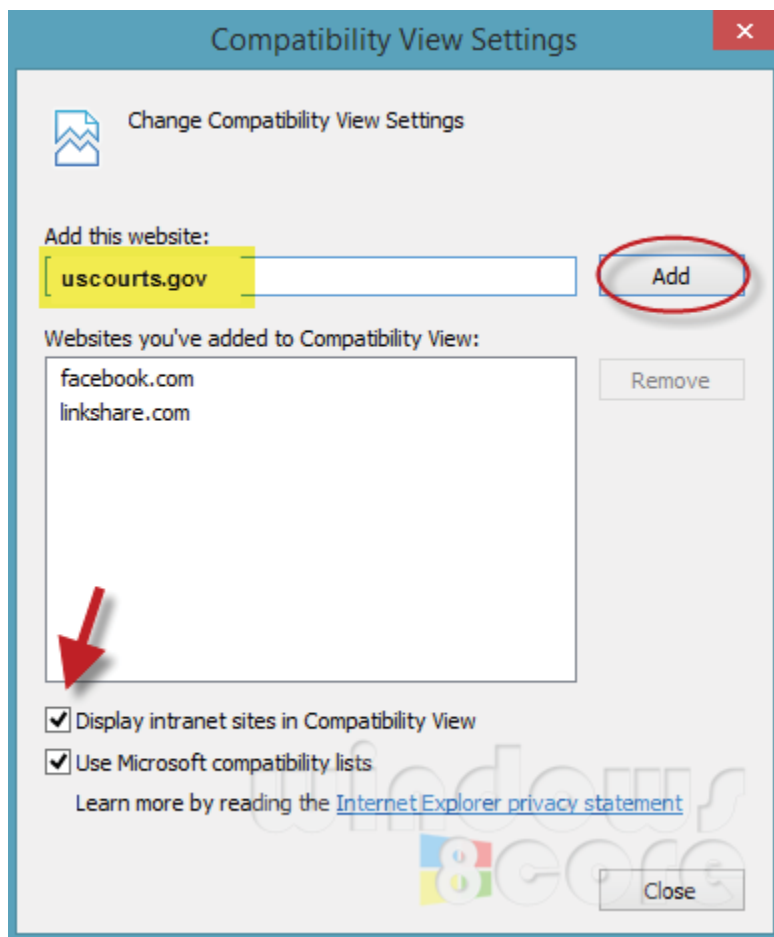 Compatibility View Settings
Change Compatibility View Settings
Add this website:
uscourts.gov
Add
Websites you've added to Compatibility View:
facebook.com
Remove
linkshare.com
Display intranet sites in Compatibility View
Use Microsoft compatibility lists
Learn more by reading the Internet Explorer privacy statement
windows
8core
Close